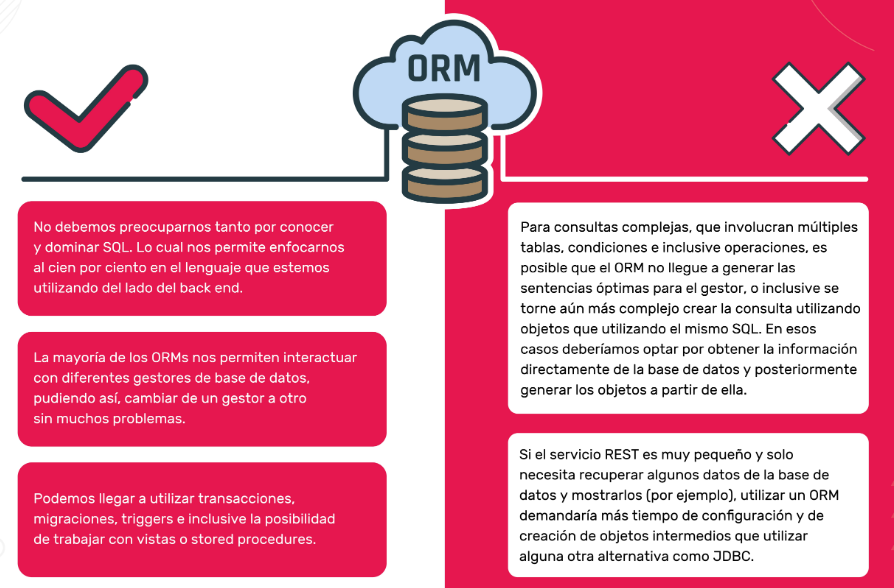 ORM
No debemos preocuparnos tanto por conocer
y dominar SQL. Lo cual nos permite enfocarnos
al cien por ciento en el lenguaje que estemos
utilizando del lado del back end.
La mayoría de los ORMs nos permiten interactuar
con diferentes gestores de base de datos,
pudiendo así, cambiar de un gestor a otro
sin muchos problemas.
Podemos llegar a utilizar transacciones,
migraciones, triggers e inclusive la posibilidad
de trabajar con vistas o stored procedures.
Para consultas complejas, que involucran múltiples
tablas, condiciones e inclusive operaciones, es
posible que el ORM no llegue a generar las
sentencias óptimas para el gestor, o inclusive se
torne aún más complejo crear la consulta utilizando
objetos que utilizando el mismo SQL. En esos
casos deberíamos optar por obtener la información
directamente de la base de datos y posteriormente
generar los objetos a partir de ella.
Si el servicio REST es muy pequeño y solo
necesita recuperar algunos datos de la base de
datos y mostrarlos (por ejemplo), utilizar un ORM
demandaría más tiempo de configuración y de
creación de objetos intermedios que utilizar
alguna otra alternativa como JDBC.